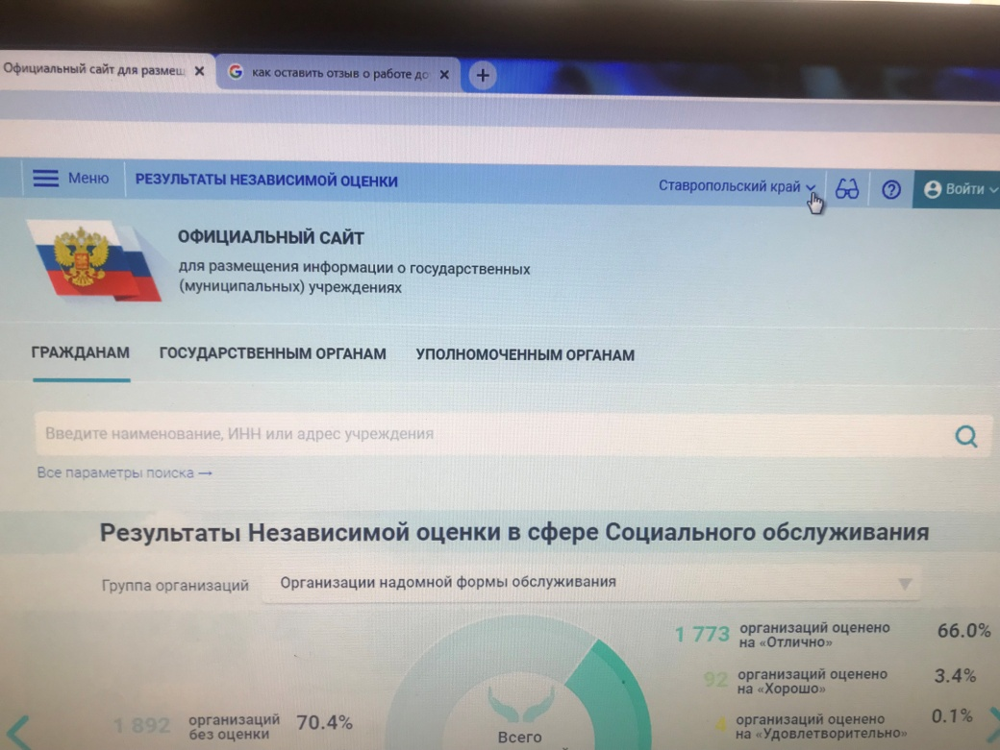 Официальный сайт для размещ
как оставить отзыв о работе до
Меню
РЕЗУЛЬТАТЫ НЕЗАВИСИМОЙ ОЦЕНКИ
Ставропольский край
Войти
ОФИЦИАЛЬНЫЙ САЙТ
для размещения информации о государственных
(муниципальных) учреждениях
ГРАЖДАНАМ
ГОСУДАРСТВЕННЫМ ОРГАНАМ
УПОЛНОМОЧЕННЫМ ОРГАНАМ
Введите наименование, ИНН или адрес учреждения
Все параметры поиска →
Результаты Независимой оценки в сфере Социального обслуживания
Группа организаций
Организации надомной формы обслуживания
1 773 организаций оценено 66.0%
на «Отлично»
92 организаций оценено 3.4%
на «Хорошо»
4 организаций оценено 0.1%
на «Удовлетворительно»
1 892 организаций 70.4%
без оценки
Всего